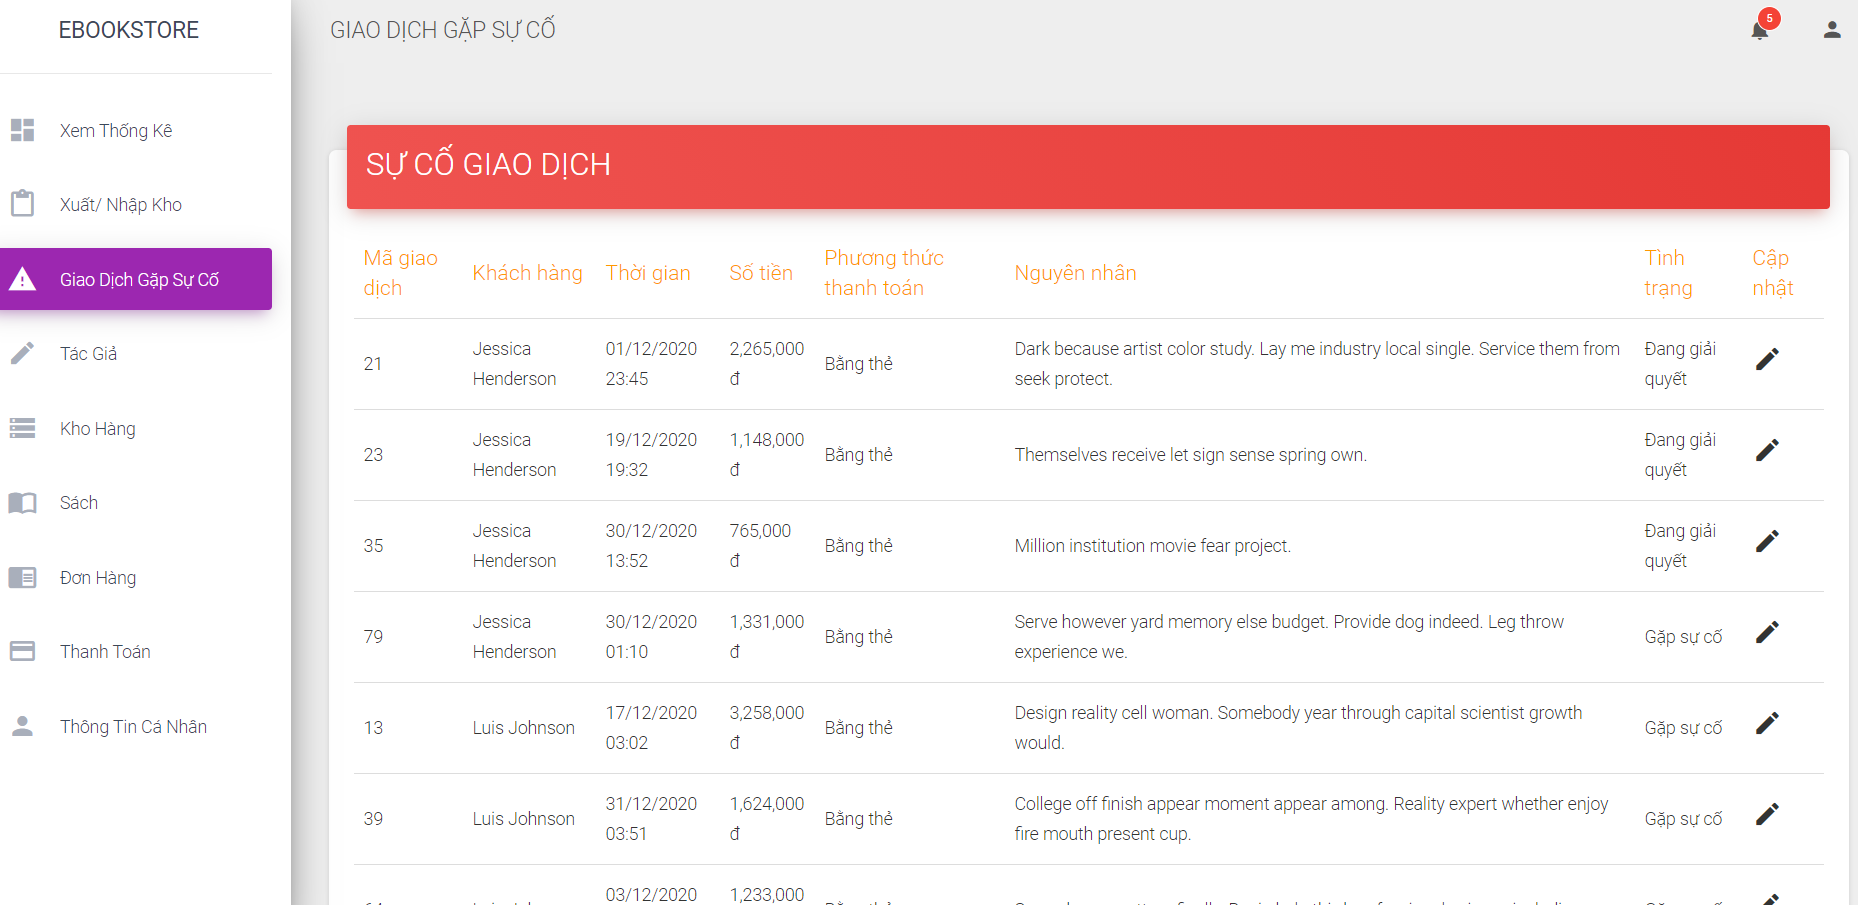 EBOOKSTORE
Xem Thống Kê
Xuất/ Nhập Kho
Giao Dịch Gặp Sự Cố
Tác Giả
Kho Hàng
Sách
Đơn Hàng
Thanh Toán
Thông Tin Cá Nhân
GIAO DỊCH GẶP SỰ CỐ
5
SỰ CỐ GIAO DỊCH
Mã giao
dịch
Khách hàng
Thời gian
Số tiền
Phương thức
thanh toán
Nguyên nhân
Tình
trạng
Cập
nhật
21
Jessica
Henderson
01/12/2020
23:45
2,265,000
đ
Bằng thẻ
Dark because artist color study. Lay me industry local single. Service them from
seek protect.
Đang giải
quyết
23
Jessica
Henderson
19/12/2020
19:32
1,148,000
đ
Bằng thẻ
Themselves receive let sign sense spring own.
Đang giải
quyết
35
Jessica
Henderson
30/12/2020
13:52
765,000
đ
Bằng thẻ
Million institution movie fear project.
Đang giải
quyết
79
Jessica
Henderson
30/12/2020
01:10
1,331,000
đ
Bằng thẻ
Serve however yard memory else budget. Provide dog indeed. Leg throw
experience we.
Gặp sự cố
13
Luis Johnson
17/12/2020
03:02
3,258,000
đ
Bằng thẻ
Design reality cell woman. Somebody year through capital scientist growth
would.
Gặp sự cố
39
Luis Johnson
31/12/2020
03:51
1,624,000
đ
Bằng thẻ
College off finish appear moment appear among. Reality expert whether enjoy
fire mouth present cup.
Gặp sự cố
03/12/2020
1,233,000